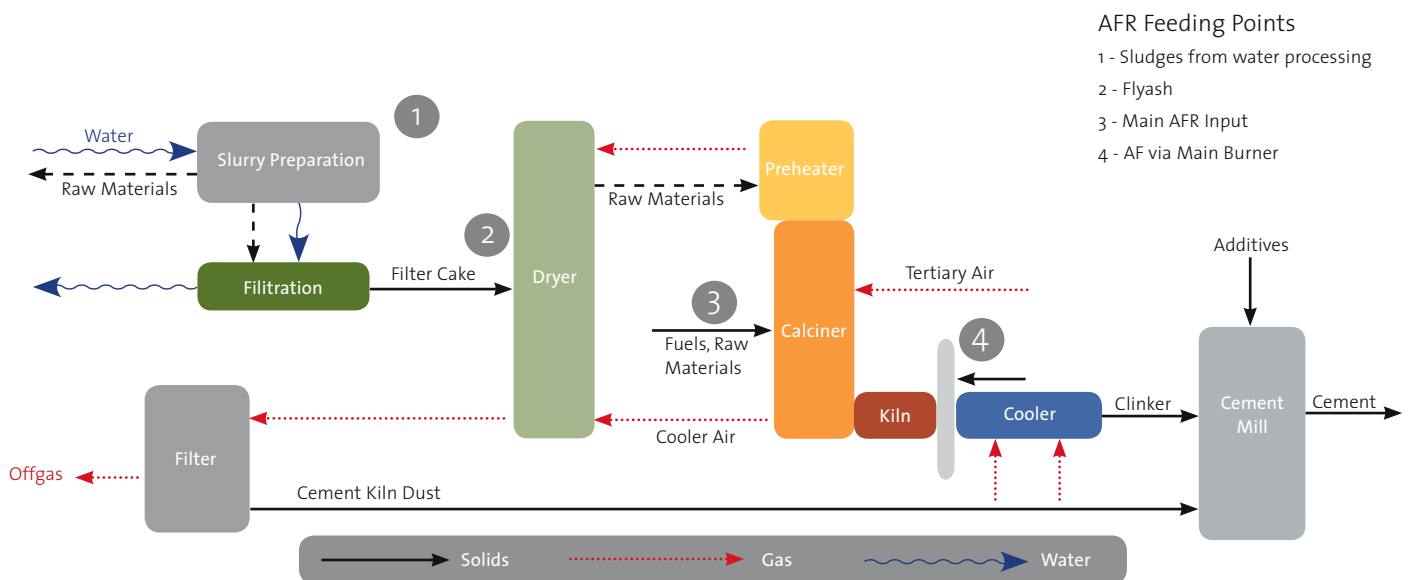 AFR Feeding Points
1 - Sludges from water processing
2 - Flyash
3 - Main AFR Input
4 - AF via Main Burner
1
Water
Slurry Preparation
Raw Materials
Preheater
Raw Materials
2
Additives
Filitration
Filter Cake
Dryer
Tertiary Air
3
Calciner
4
Fuels, Raw
Materials
Kiln
Cooler
Clinker
Cement
Mill
Cement
Cooler Air
Filter
Offgas
Cement Kiln Dust
Solids
Gas
Water